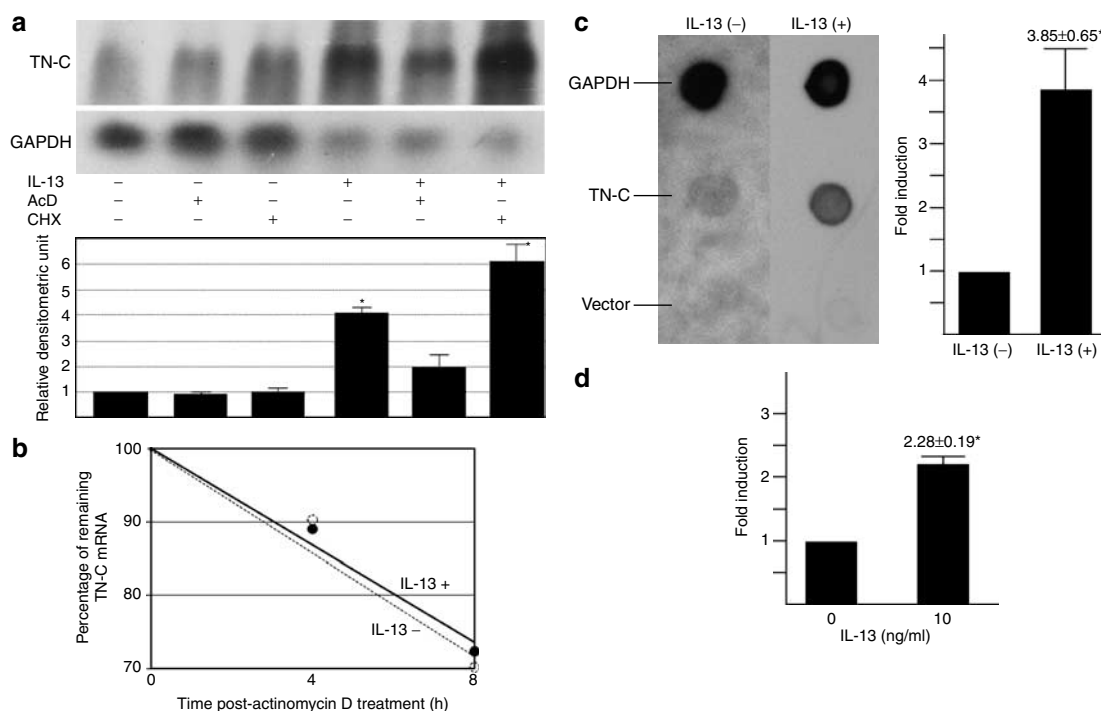 a
TN-C
GAPDH
IL-13 – – – + + +
AcD – + – – + –
CHX – – + – – +
Relative densitometric unit
6
5
4
3
2
1
*
*
b
Percentage of remaining
TN-C mRNA
100
90
80
70
IL-13 +
IL-13 –
0 4 8
Time post-actinomycin D treatment (h)
c
IL-13 (–) IL-13 (+)
GAPDH
TN-C
Vector
Fold induction
4
3
2
1
3.85±0.65*
IL-13 (–) IL-13 (+)
d
Fold induction
3
2
1
2.28±0.19*
0 10
IL-13 (ng/ml)